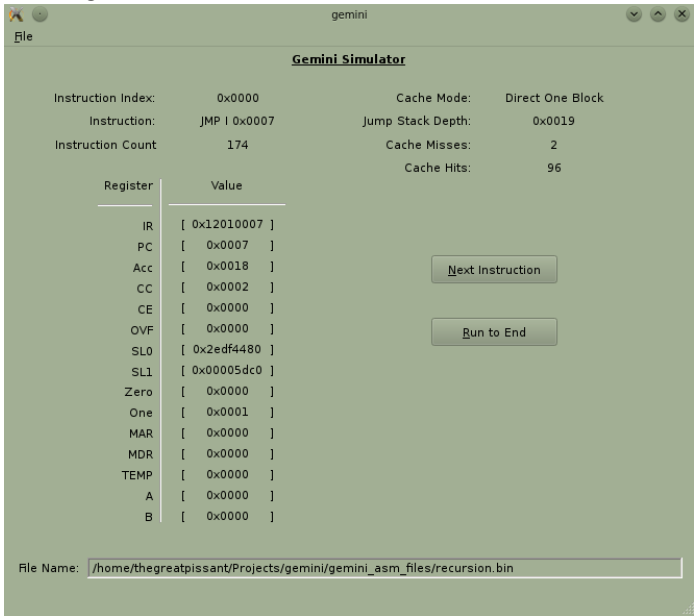 gemini
File
Gemini Simulator
Instruction Index: 0x0000 Cache Mode: Direct One Block
Instruction: JMP I 0x0007 Jump Stack Depth: 0x0019
Instruction Count 174 Cache Misses: 2
Cache Hits: 96
Register Value
IR [ 0x12010007 ]
PC [ 0x0007 ]
Acc [ 0x0018 ]
CC [ 0x0002 ]
CE [ 0x0000 ]
OVF [ 0x0000 ]
SL0 [ 0x2edf4480 ]
SL1 [ 0x00005dc0 ]
Zero [ 0x0000 ]
One [ 0x0001 ]
MAR [ 0x0000 ]
MDR [ 0x0000 ]
TEMP [ 0x0000 ]
A [ 0x0000 ]
B [ 0x0000 ]
Next Instruction
Run to End
File Name: /home/thegreatpissant/Projects/gemini/gemini_asm_files/recursion.bin